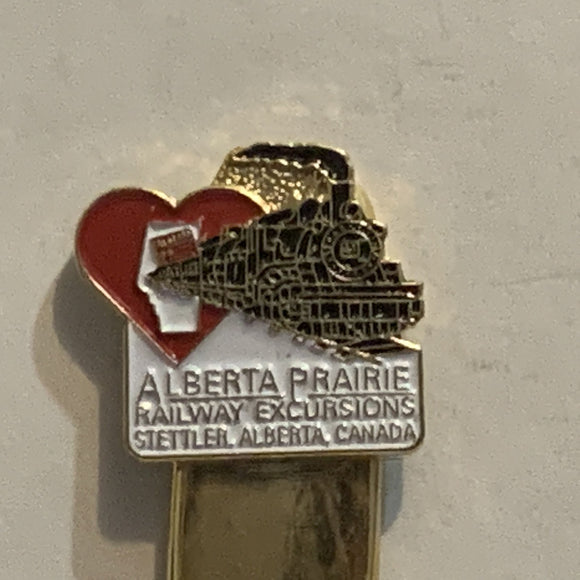 ALBERTA PRAIRIE
RAILWAY EXCURSIONS
STETTLER, ALBERTA, CANADA